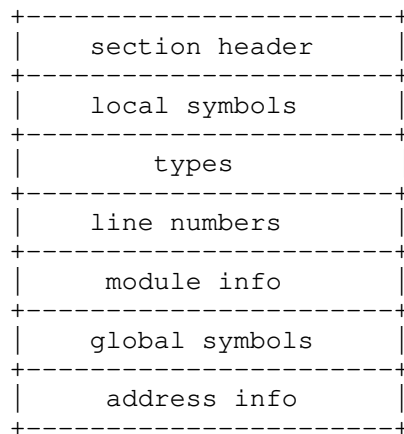 section header
local symbols
types
line numbers
module info
global symbols
address info